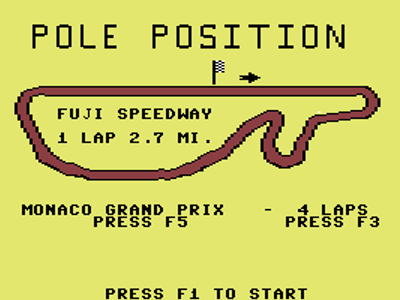 POLE POSITION
FUJI SPEEDWAY
1 LAP 2.7 MI.
MONACO GRAND PRIX - 4 LAPS
PRESS F5 PRESS F3
PRESS F1 TO START